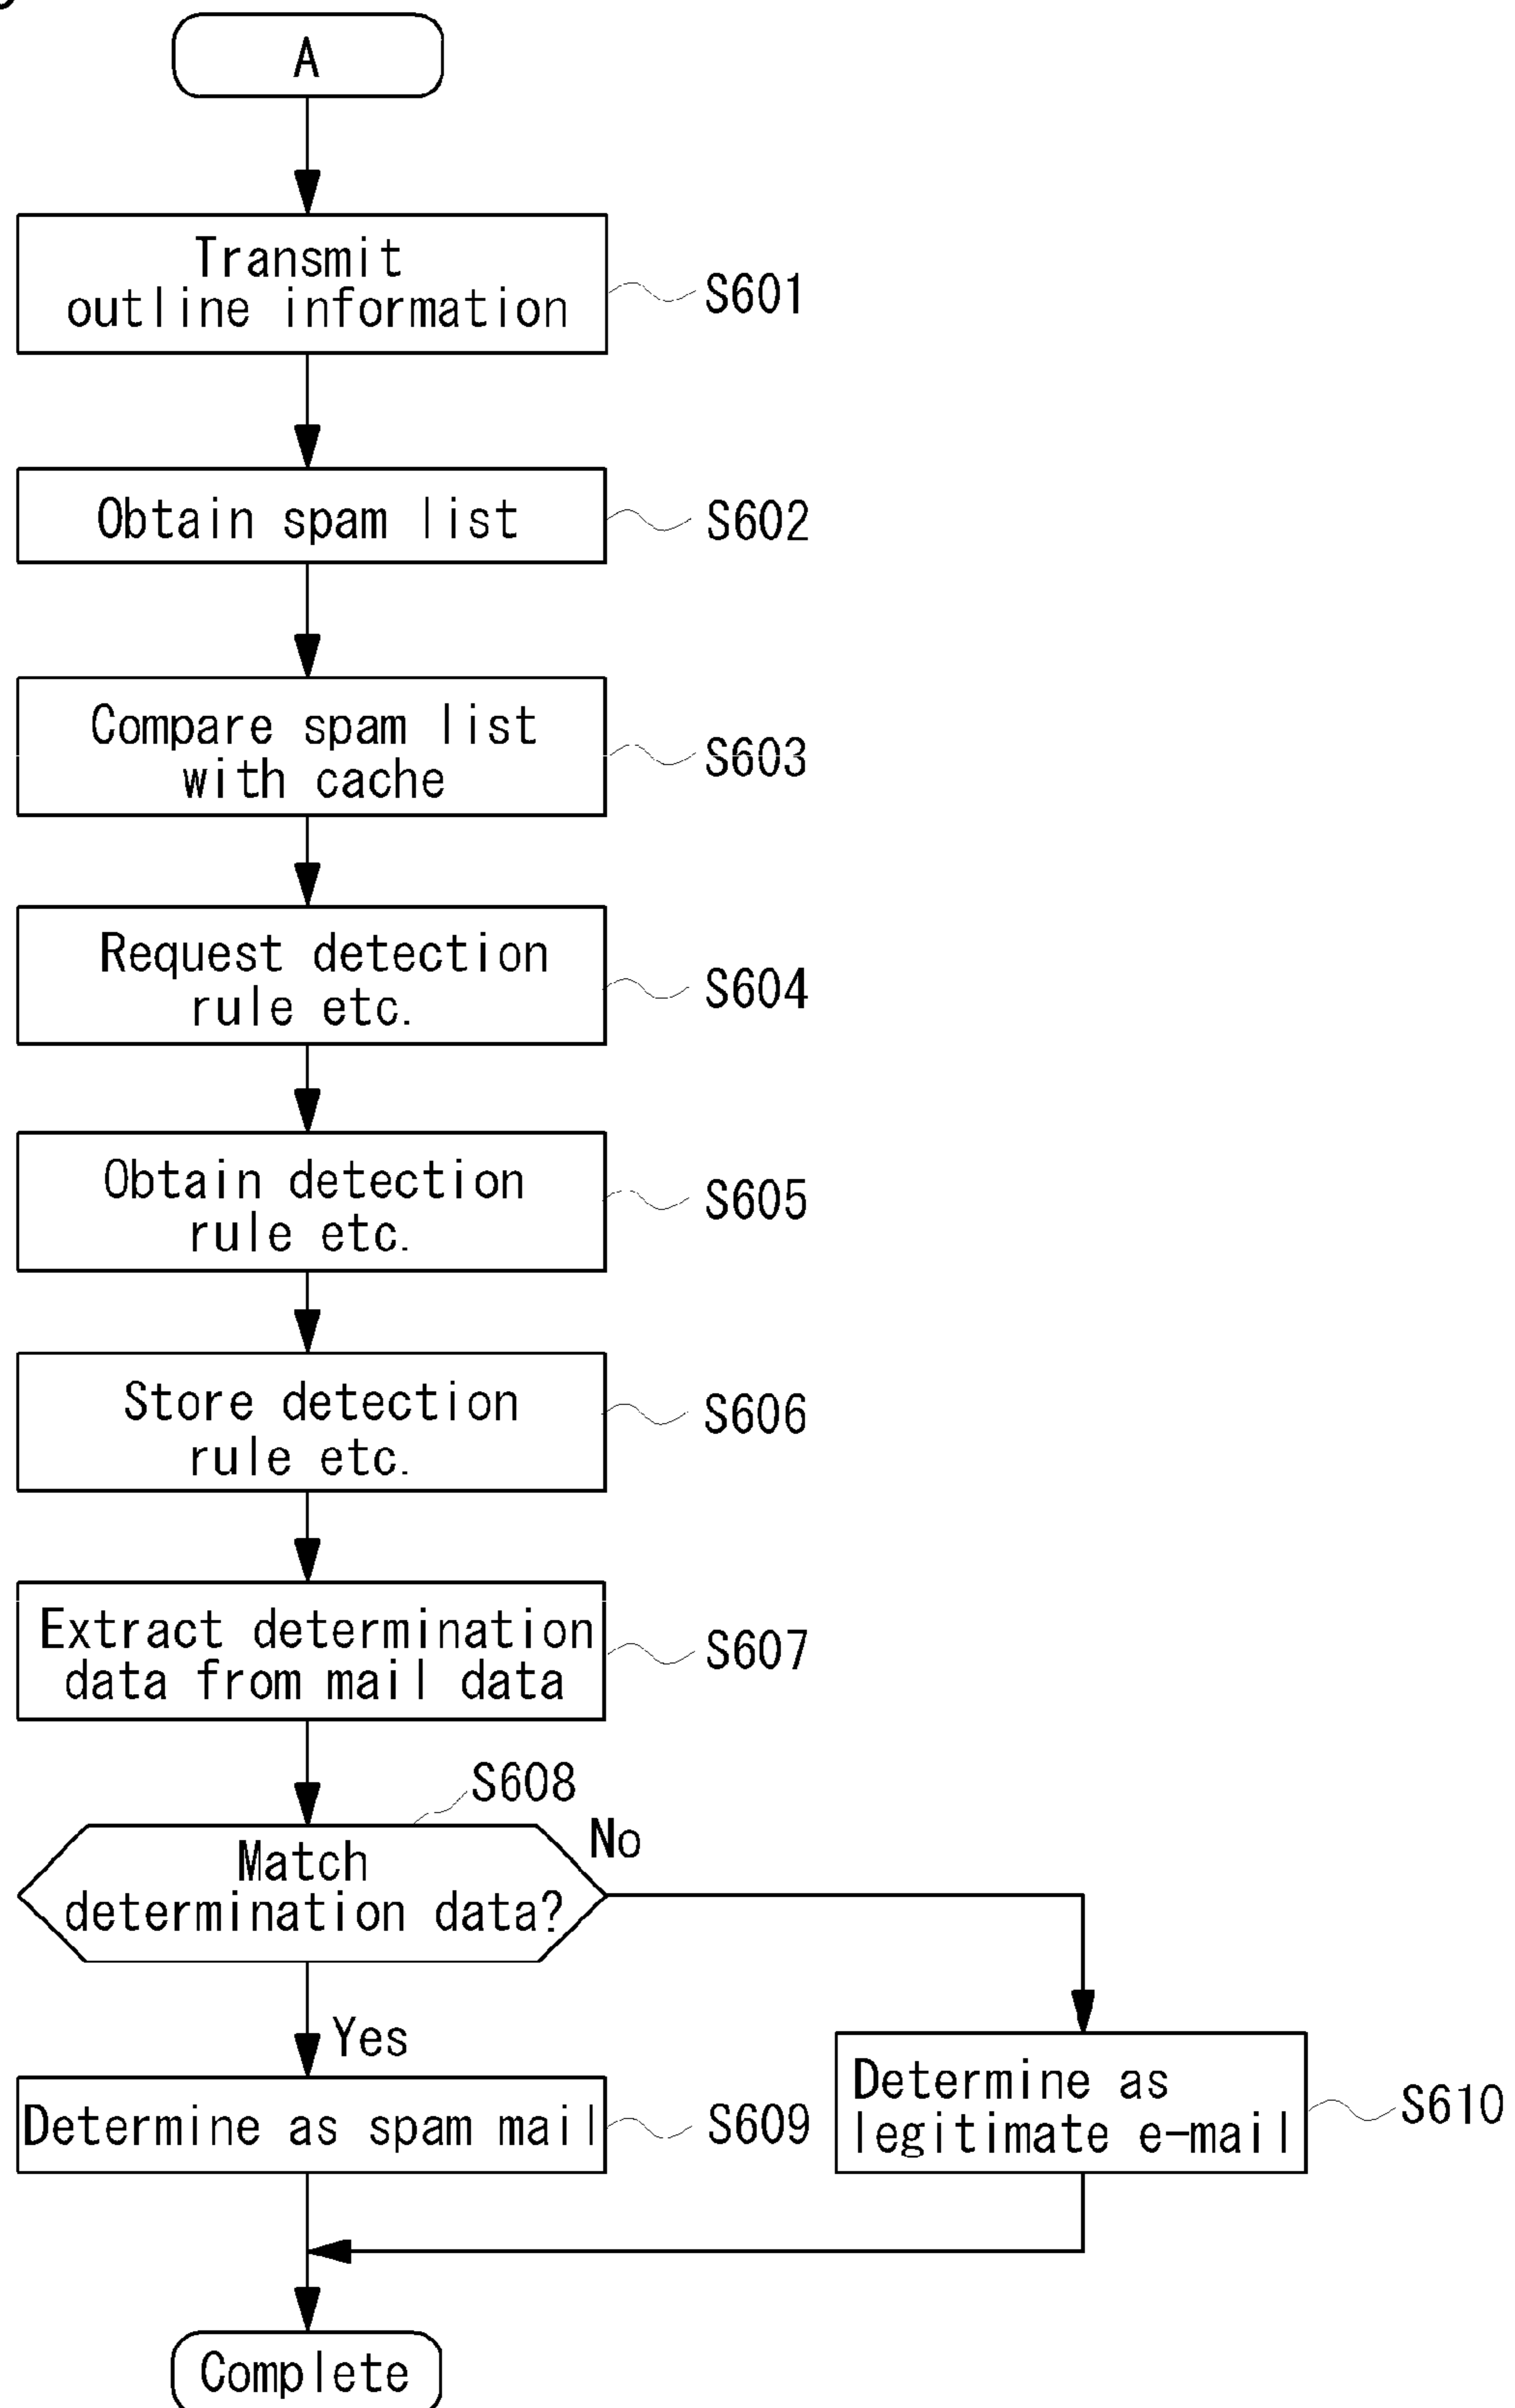 A
Transmit
outline information
S601
Obtain spam list
S602
Compare spam list
with cache
S603
Request detection
rule etc.
S604
Obtain detection
rule etc.
S605
Store detection
rule etc.
S606
Extract determination
data from mail data
S607
S608
Match
determination data?
No
Yes
Determine as spam mail
S609
Determine as
legitimate e-mail
S610
Complete